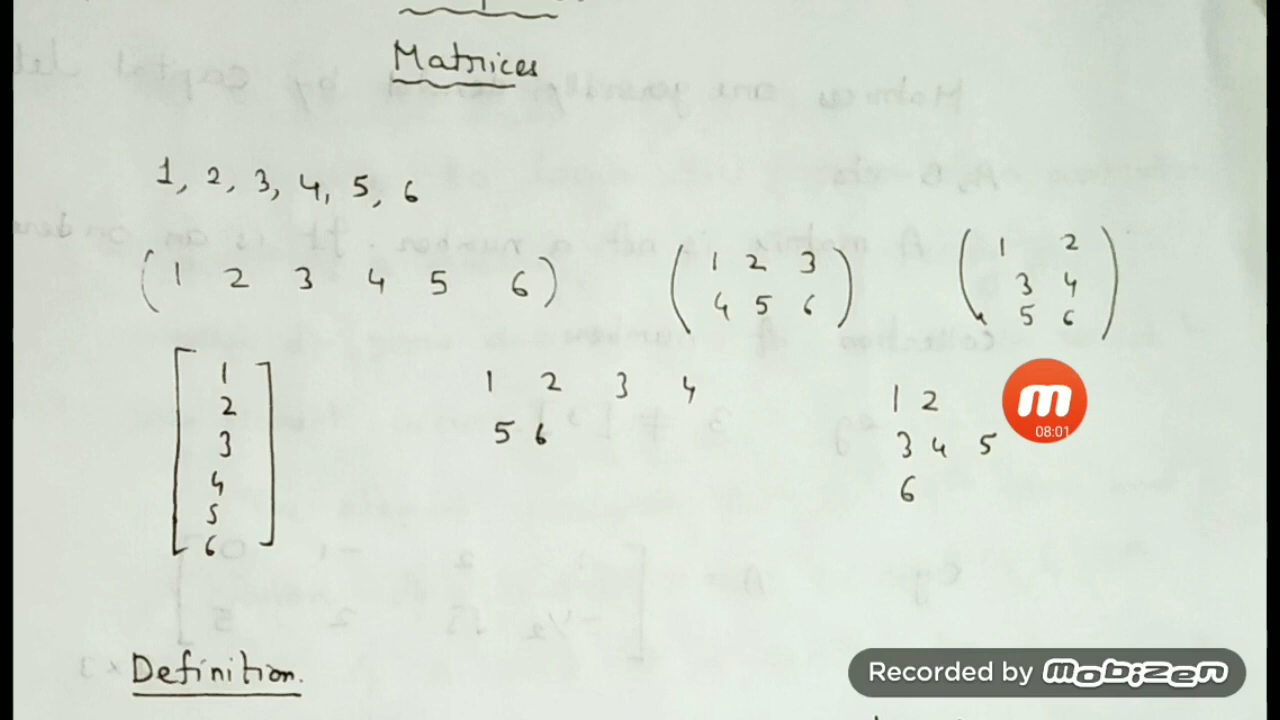 Matrices
1, 2, 3, 4, 5, 6
( 1 2 3 4 5 6 )
( 1 2 3
4 5 6 )
( 1 2
3 4
5 6 )
[ 1
2
3
4
5
6 ]
1 2 3 4
5 6
1 2
3 4 5
6
m
08:01
Definition.
Recorded by mobizen